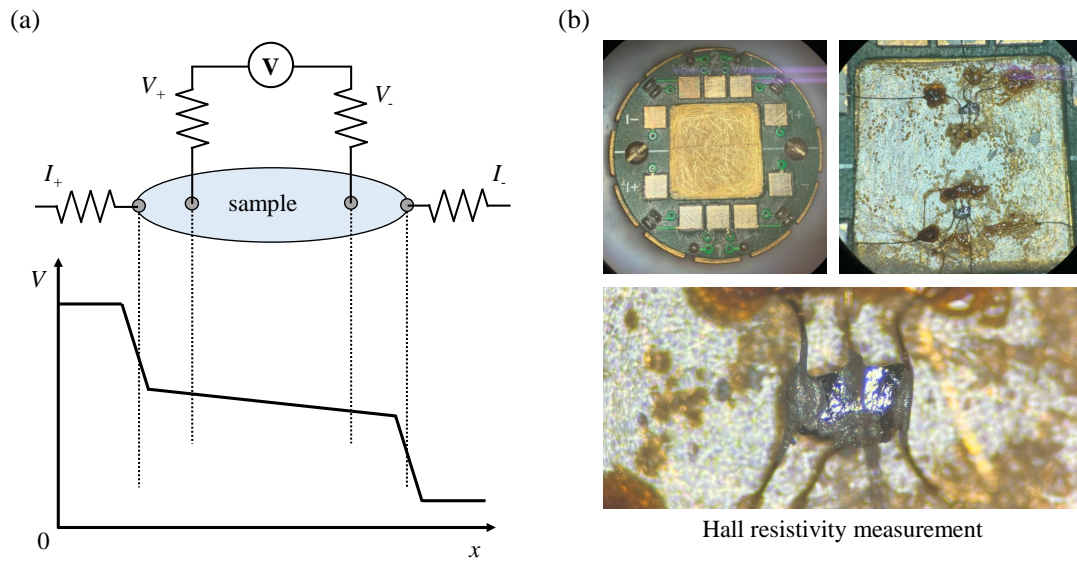 (a)
(b)
V
V+
V-
I+
I-
sample
V
0
x
I-
I+
Hall resistivity measurement